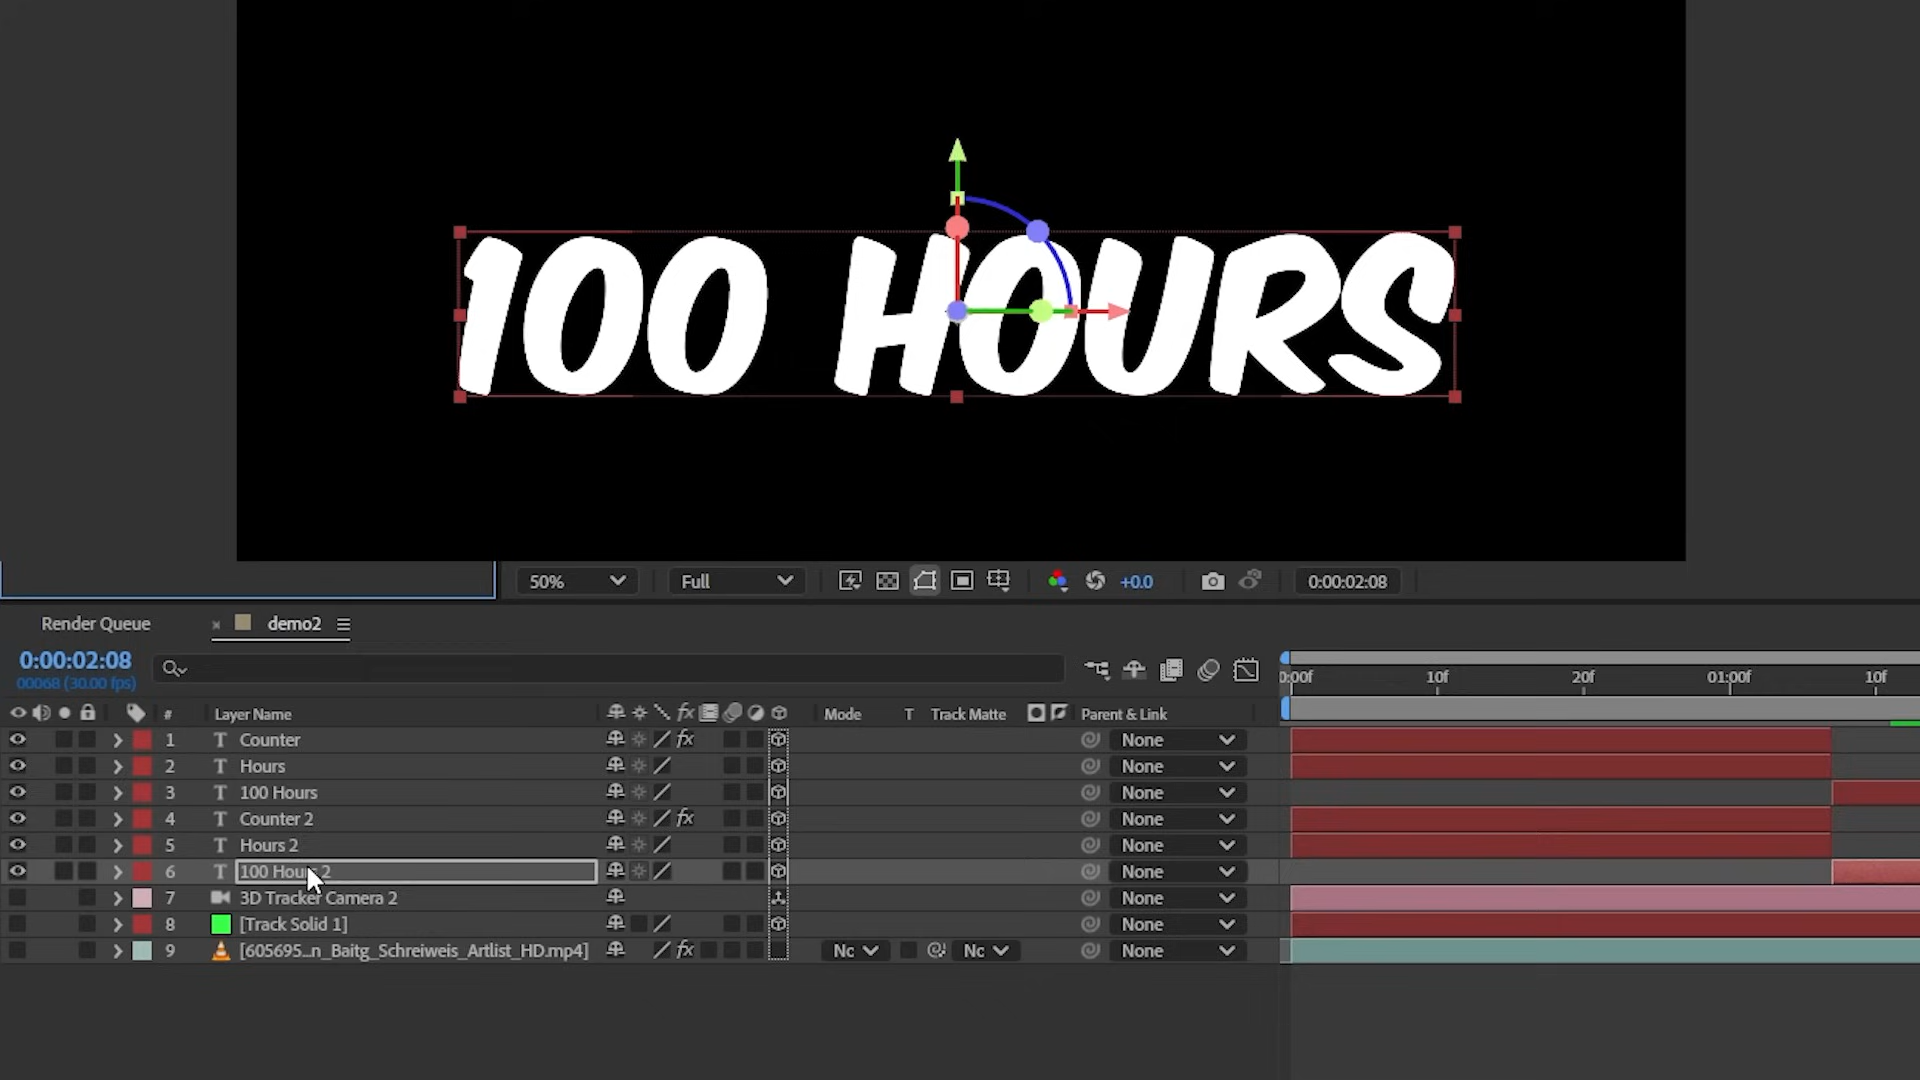 100 HOURS
50%
Full
+0.0
0:00:02:08
Render Queue
× demo2
0:00:02:08
00068 (30.00 fps)
0:00f 10f 20f 01:00f 10f
# Layer Name fx Mode T Track Matte Parent & Link
1 T Counter fx None
2 T Hours None
3 T 100 Hours None
4 T Counter 2 fx None
5 T Hours 2 None
6 T 100 Hours 2 None
7 3D Tracker Camera 2 None
8 [Track Solid 1] None
9 [605695...n_Baitg_Schreiweis_Artlist_HD.mp4] fx Nc Nc None